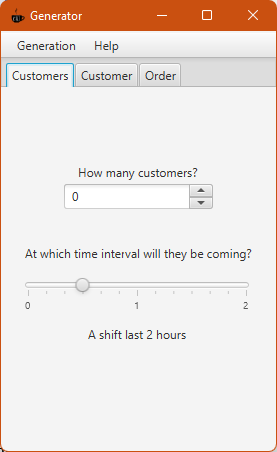 Generator
Generation Help
Customers Customer Order
How many customers?
0
At which time interval will they be coming?
0 1 2
A shift last 2 hours